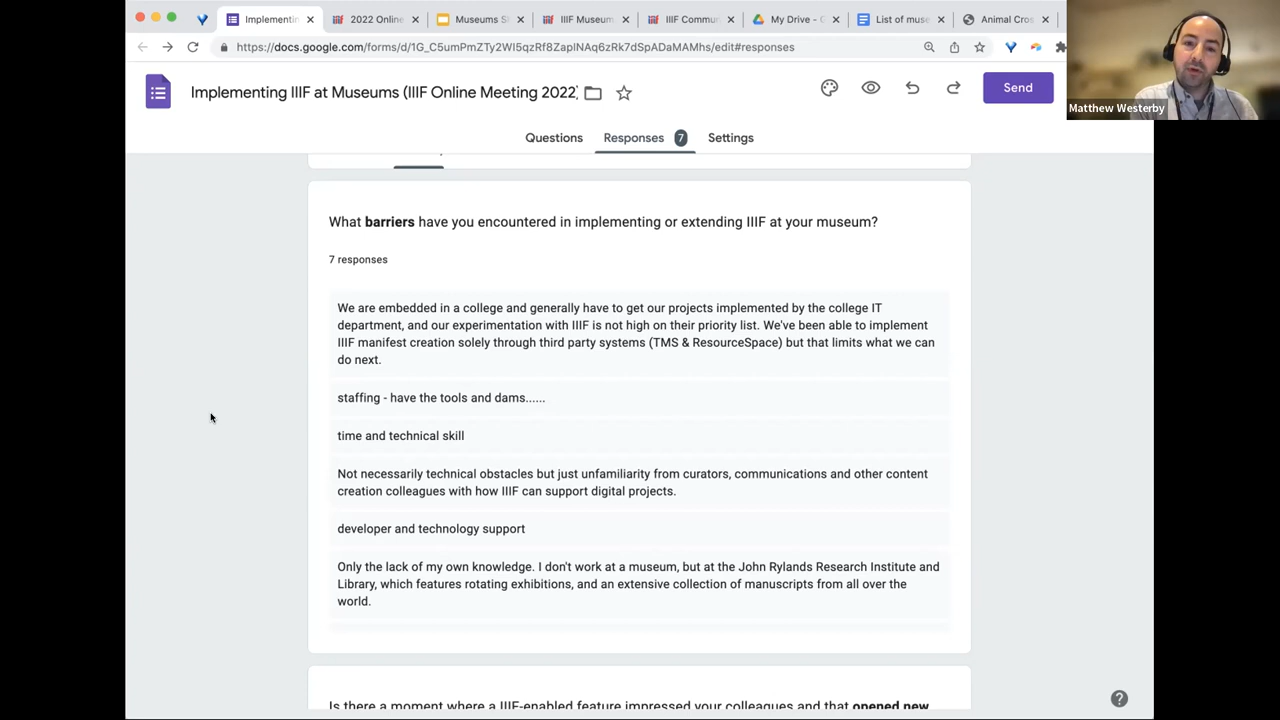 Implementin
2022 Online
Museums S
IIIF Museum
IIIF Commun
My Drive -
List of muse
Animal Cros
https://docs.google.com/forms/d/1G_C5umPmZTy2WI5qzRf8ZaplNAq6zRk7dSpADaMAMhs/edit#responses
Matthew Westerby
Implementing IIIF at Museums (IIIF Online Meeting 2022)
Send
Questions
Responses 7
Settings
What barriers have you encountered in implementing or extending IIIF at your museum?
7 responses
We are embedded in a college and generally have to get our projects implemented by the college IT
department, and our experimentation with IIIF is not high on their priority list. We've been able to implement
IIIF manifest creation solely through third party systems (TMS & ResourceSpace) but that limits what we can
do next.
staffing - have the tools and dams......
time and technical skill
Not necessarily technical obstacles but just unfamiliarity from curators, communications and other content
creation colleagues with how IIIF can support digital projects.
developer and technology support
Only the lack of my own knowledge. I don't work at a museum, but at the John Rylands Research Institute and
Library, which features rotating exhibitions, and an extensive collection of manuscripts from all over the
world.
Is there a moment where a IIIF-enabled feature impressed your colleagues and that opened new